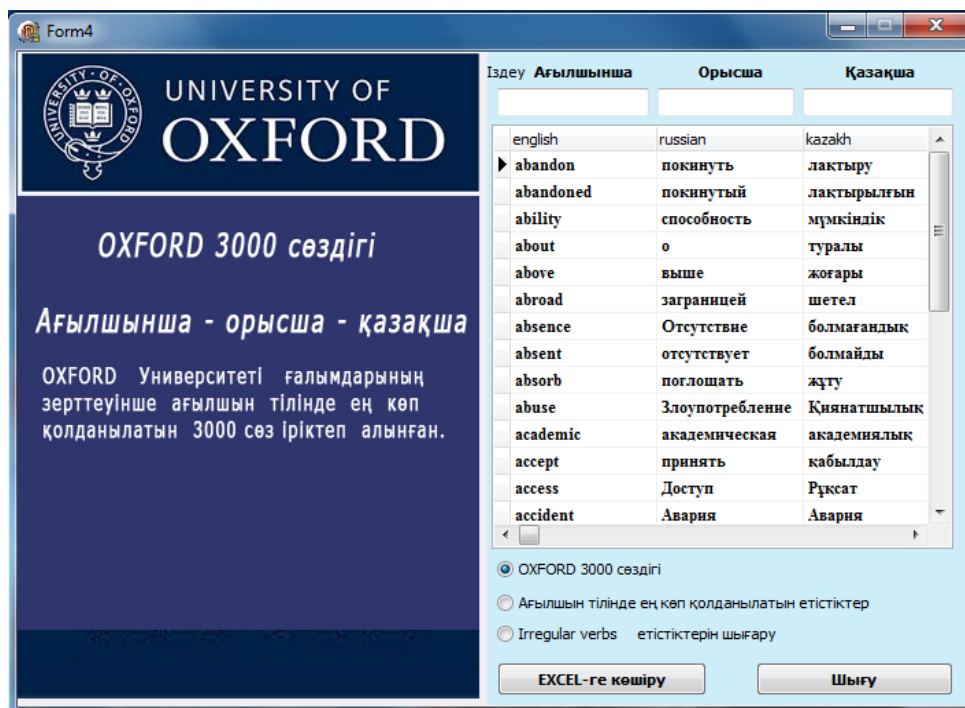 Form4
UNIVERSITY OF
OXFORD
OXFORD 3000 сөздігі
Ағылшынша - орысша - қазақша
OXFORD Университеті ғалымдарының
зерттеуінше ағылшын тілінде ең көп
қолданылатын 3000 сөз іріктеп алынған.
Іздеу Ағылшынша Орысша Қазақша
english russian kazakh
abandon покинуть лақтыру
abandoned покинутый лақтырылғын
ability способность мүмкіндік
about о туралы
above выше жоғары
abroad заграницей шетел
absence Отсутствие болмағандық
absent отсутствует болмайды
absorb поглощать жұту
abuse Злоупотребление Қиянатшылық
academic академическая академиялық
accept принять қабылдау
access Доступ Рұқсат
accident Авария Авария
OXFORD 3000 сөздігі
Ағылшын тілінде ең көп қолданылатын етістіктер
Irregular verbs етістіктерін шығару
EXCEL-ге көшіру Шығу